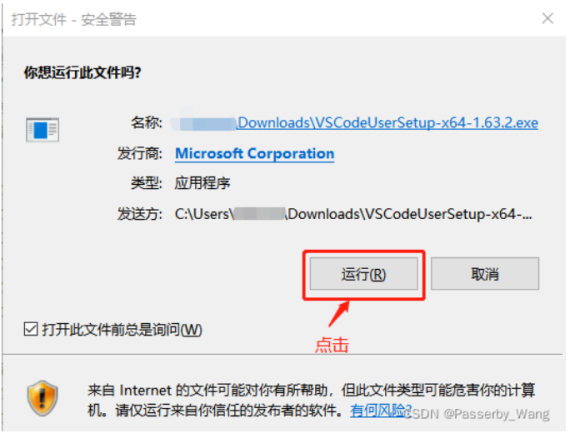 打开文件 - 安全警告
你想运行此文件吗?
名称: \Downloads\VSCodeUserSetup-x64-1.63.2.exe
发行商: Microsoft Corporation
类型: 应用程序
发送方: C:\Users\ \Downloads\VSCodeUserSetup-x64-...
运行(R) 取消
打开此文件前总是询问(W)
点击
来自 Internet 的文件可能对你有所帮助，但此文件类型可能危害你的计算
机。请仅运行来自你信任的发布者的软件。有何风险?
CSDN @Passerby_Wang